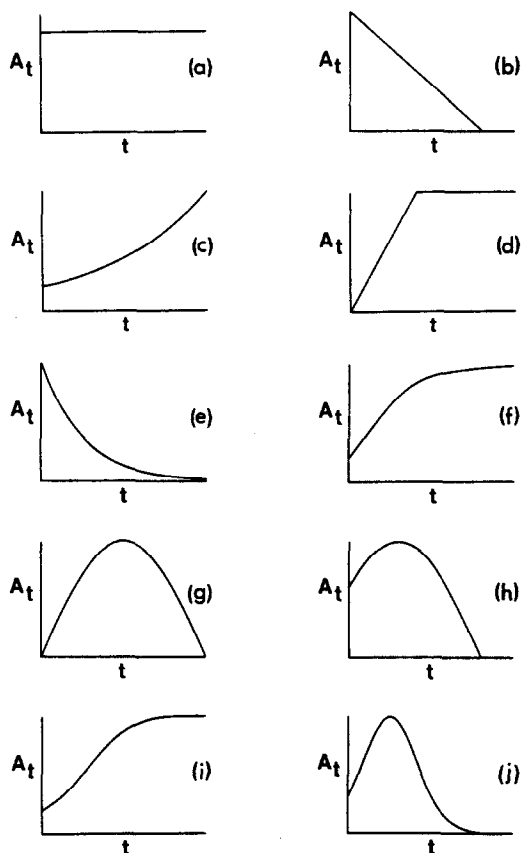 A_t (a)
t
A_t (b)
t
A_t (c)
t
A_t (d)
t
A_t (e)
t
A_t (f)
t
A_t (g)
t
A_t (h)
t
A_t (i)
t
A_t (j)
t